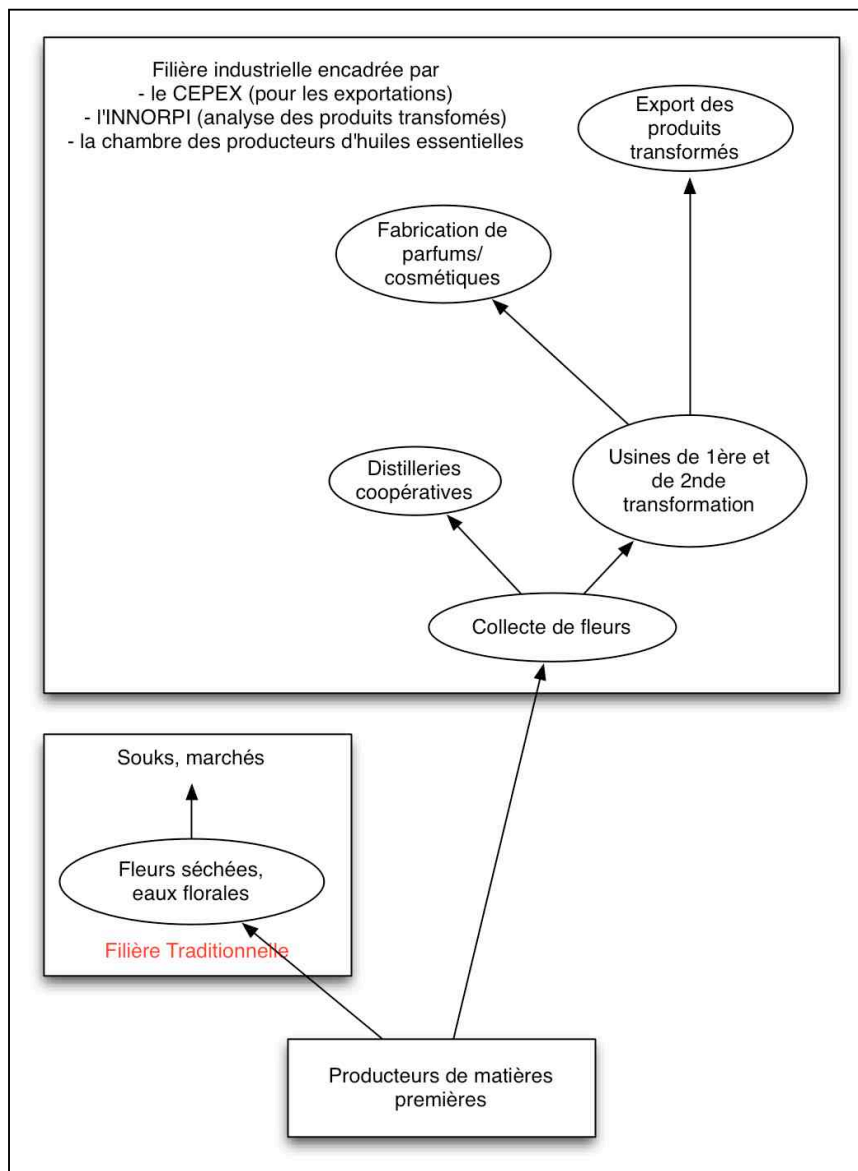 Filière industrielle encadrée par
- le CEPEX (pour les exportations)
- l'INNORPI (analyse des produits transfomés)
- la chambre des producteurs d'huiles essentielles
Export des
produits
transformés
Fabrication de
parfums/
cosmétiques
Distilleries
coopératives
Usines de 1ère et
de 2nde
transformation
Collecte de fleurs
Souks, marchés
Fleurs séchées,
eaux florales
Filière Traditionnelle
Producteurs de matières
premières